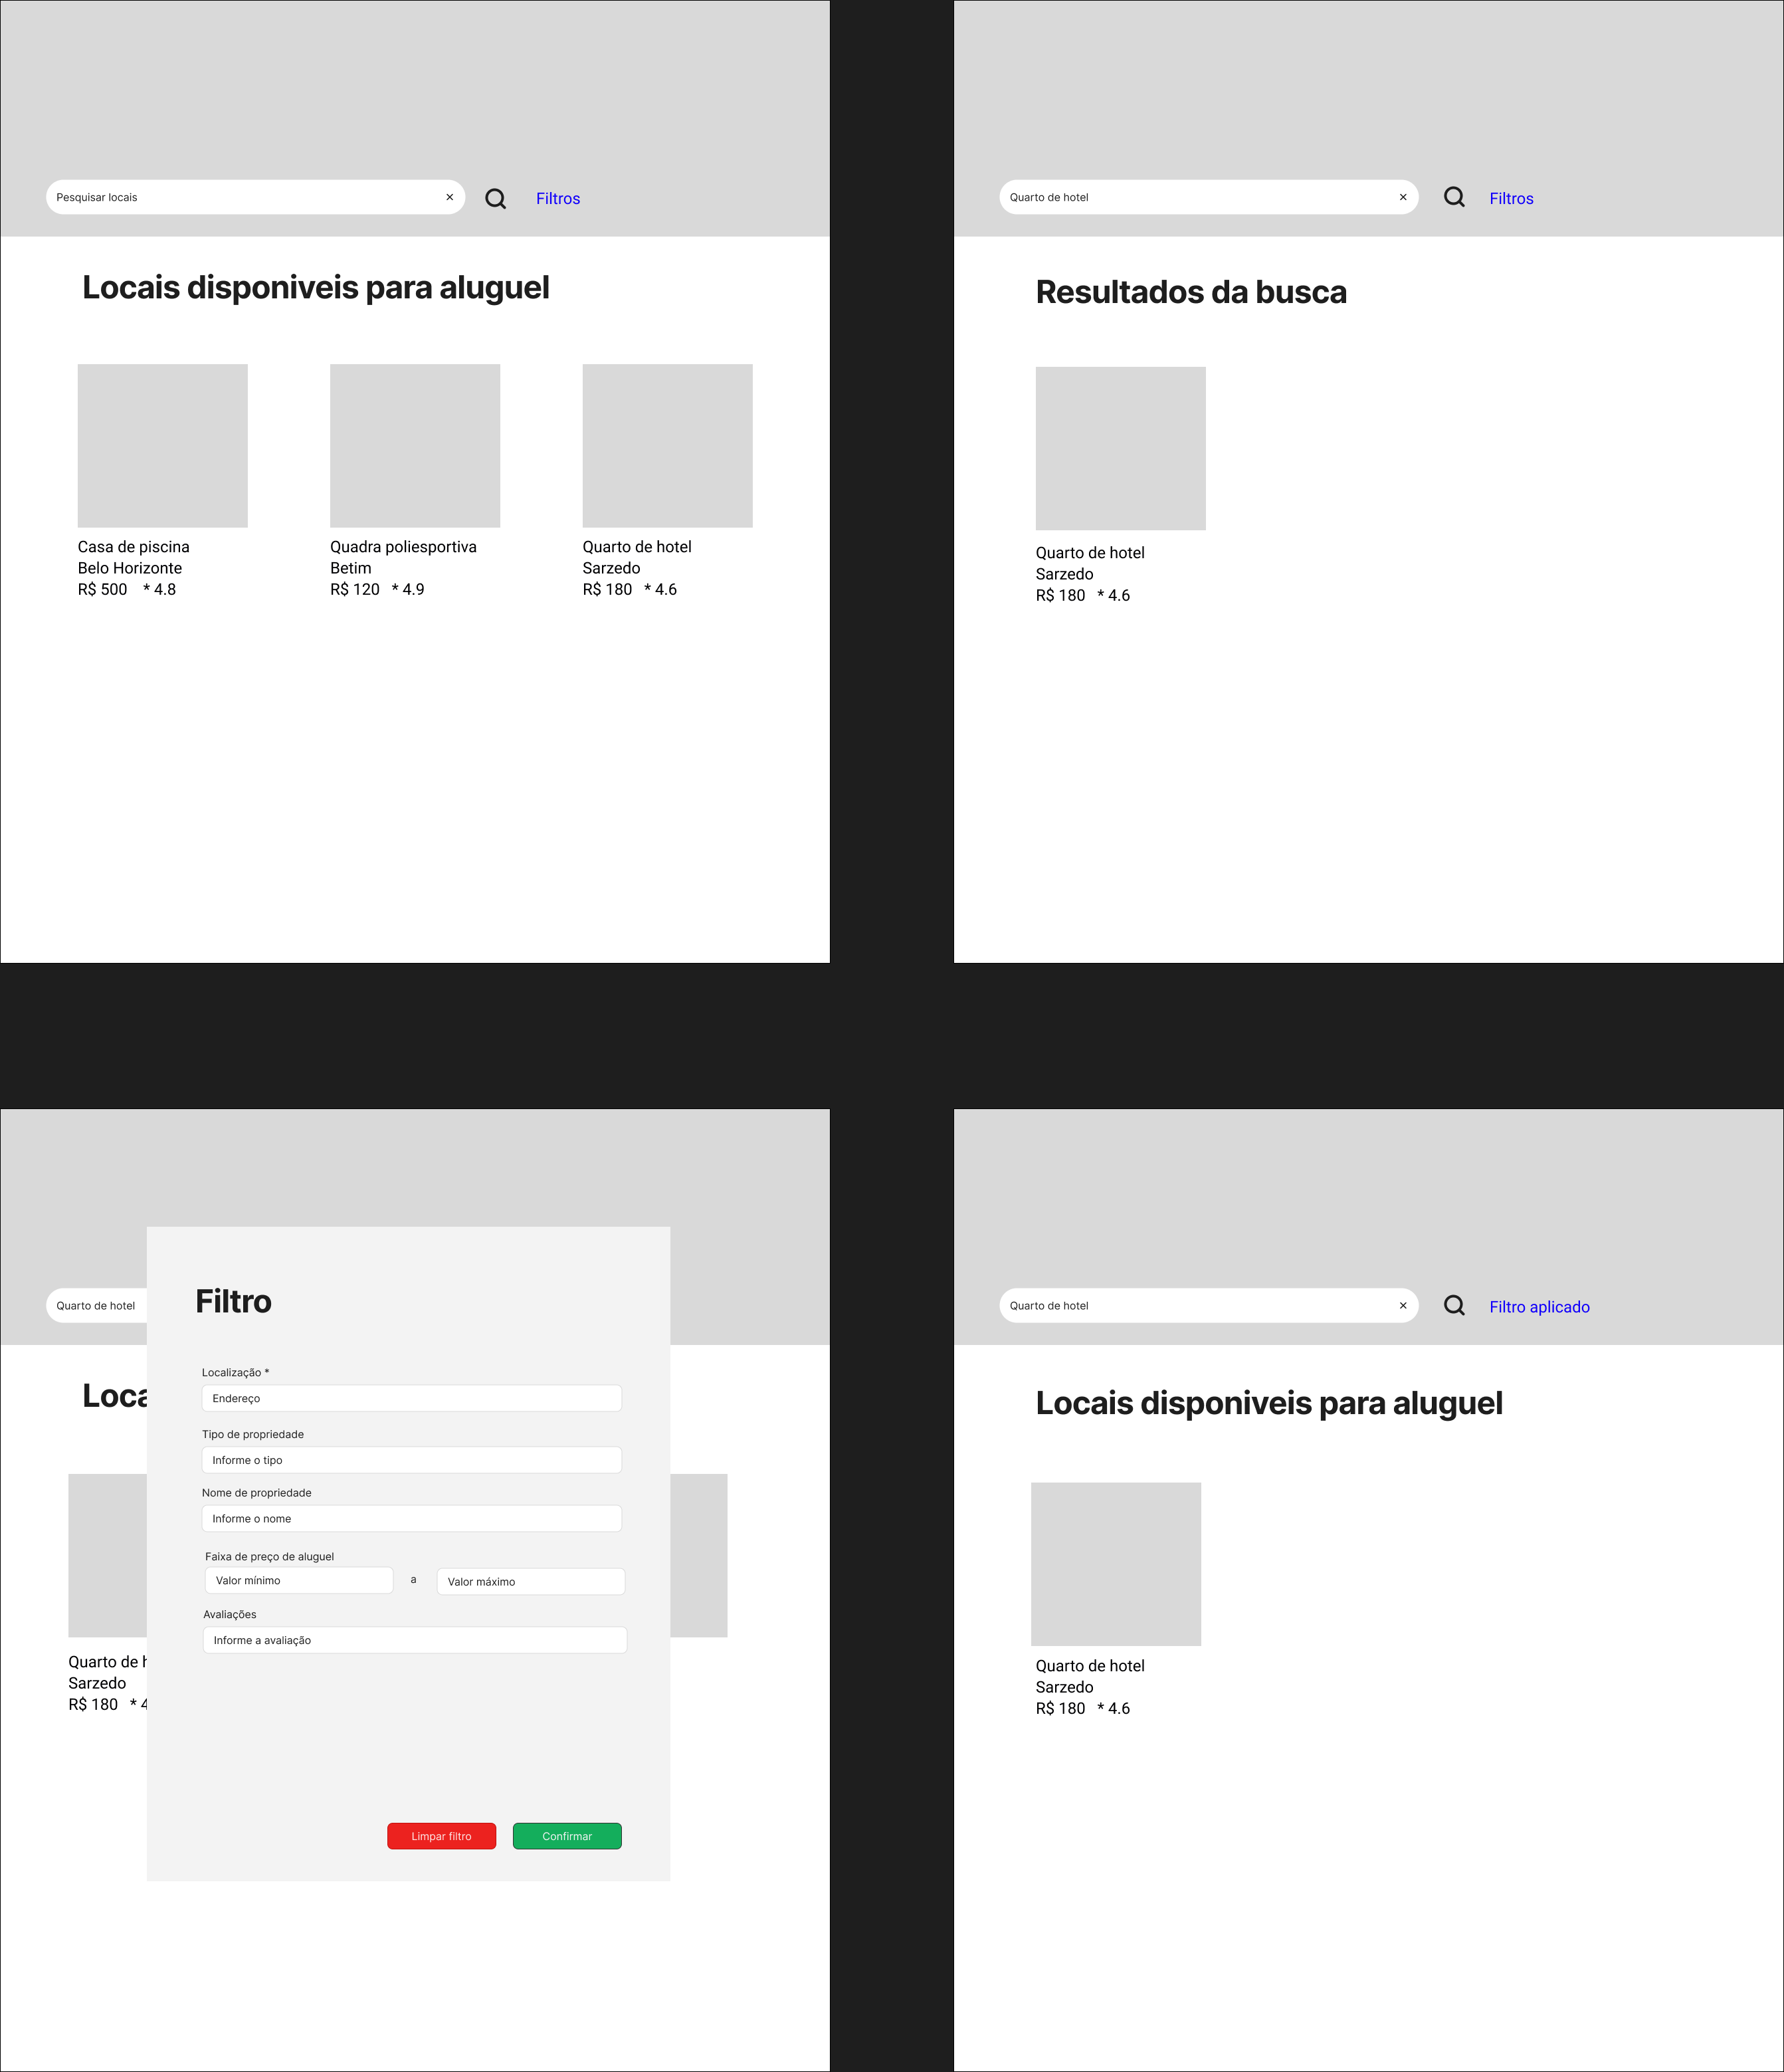 Pesquisar locais
Filtros
Locais disponiveis para aluguel
Casa de piscina
Belo Horizonte
R$ 500 * 4.8
Quadra poliesportiva
Betim
R$ 120 * 4.9
Quarto de hotel
Sarzedo
R$ 180 * 4.6
Quarto de hotel
Filtros
Resultados da busca
Quarto de hotel
Sarzedo
R$ 180 * 4.6
Quarto de hotel
Loca
Quarto de h
Sarzedo
R$ 180 * 4
Filtro
Localização *
Endereço
Tipo de propriedade
Informe o tipo
Nome de propriedade
Informe o nome
Faixa de preço de aluguel
Valor mínimo a Valor máximo
Avaliações
Informe a avaliação
Limpar filtro
Confirmar
Quarto de hotel
Filtro aplicado
Locais disponiveis para aluguel
Quarto de hotel
Sarzedo
R$ 180 * 4.6